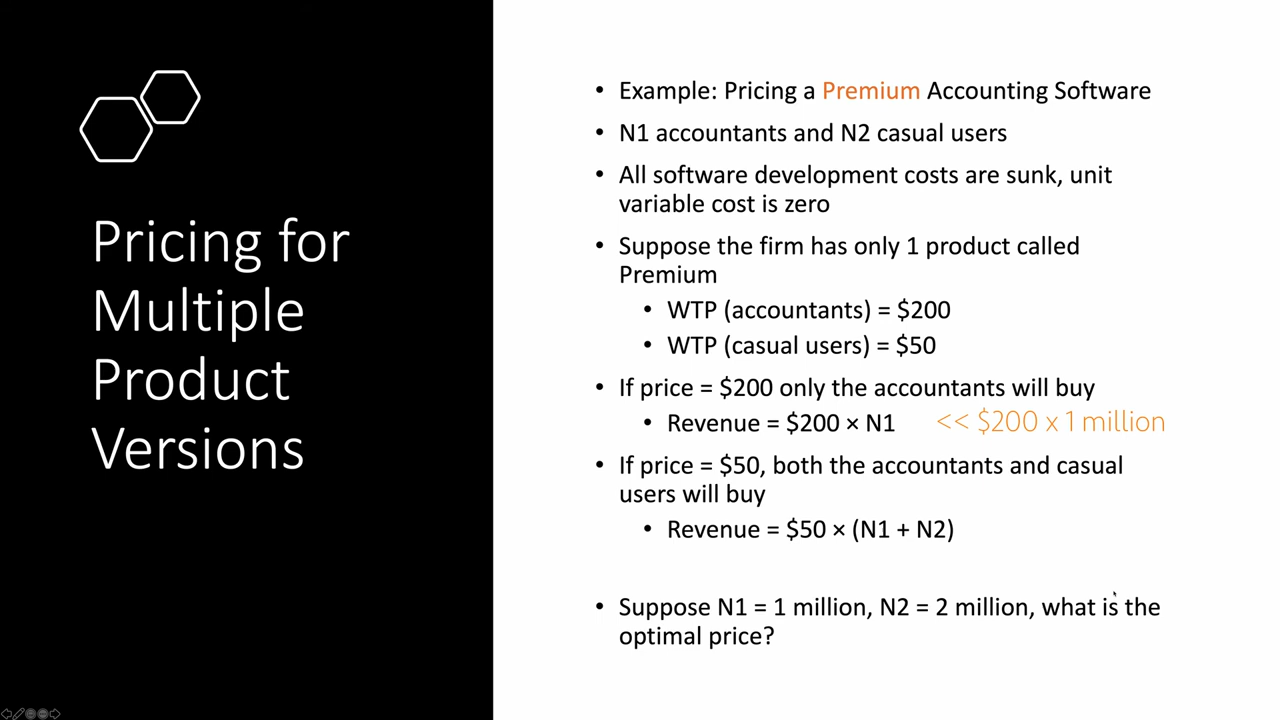 Pricing for
Multiple
Product
Versions
• Example: Pricing a Premium Accounting Software
• N1 accountants and N2 casual users
• All software development costs are sunk, unit
variable cost is zero
• Suppose the firm has only 1 product called
Premium
• WTP (accountants) = $200
• WTP (casual users) = $50
• If price = $200 only the accountants will buy
• Revenue = $200 × N1 << $200 x 1 million
• If price = $50, both the accountants and casual
users will buy
• Revenue = $50 × (N1 + N2)
• Suppose N1 = 1 million, N2 = 2 million, what is the
optimal price?